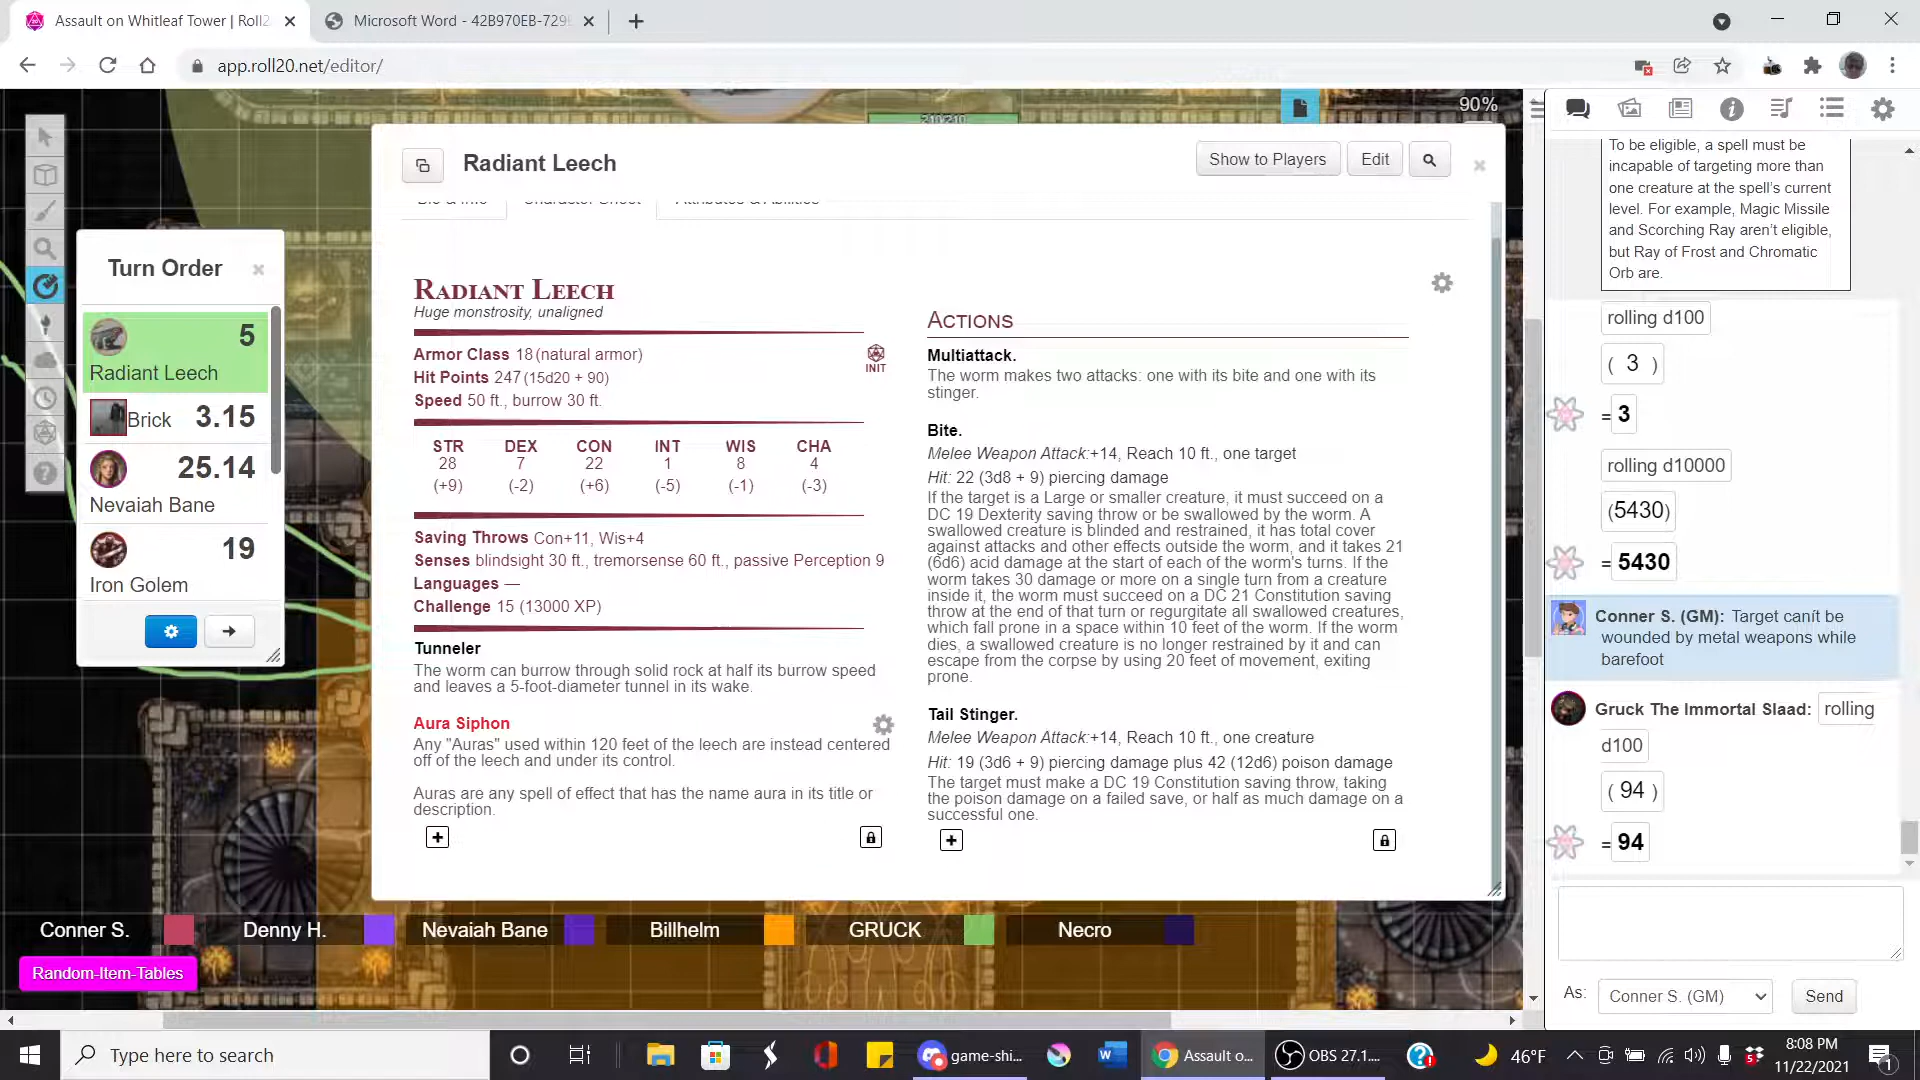 Assault on Whitleaf Tower | Roll2
Microsoft Word - 42B970EB-729E
app.roll20.net/editor/
210/210
90%
Radiant Leech
Show to Players
Edit
Bio & Info
Character Sheet
Attributes & Abilities
Turn Order
5
Radiant Leech
Brick 3.15
25.14
Nevaiah Bane
19
Iron Golem
RADIANT LEECH
Huge monstrosity, unaligned
Armor Class 18 (natural armor)
Hit Points 247 (15d20 + 90)
Speed 50 ft., burrow 30 ft.
INIT
STR DEX CON INT WIS CHA
28 7 22 1 8 4
(+9) (-2) (+6) (-5) (-1) (-3)
Saving Throws Con+11, Wis+4
Senses blindsight 30 ft., tremorsense 60 ft., passive Perception 9
Languages —
Challenge 15 (13000 XP)
Tunneler
The worm can burrow through solid rock at half its burrow speed
and leaves a 5-foot-diameter tunnel in its wake.
Aura Siphon
Any "Auras" used within 120 feet of the leech are instead centered
off of the leech and under its control.
Auras are any spell of effect that has the name aura in its title or
description.
ACTIONS
Multiattack.
The worm makes two attacks: one with its bite and one with its
stinger.
Bite.
Melee Weapon Attack:+14, Reach 10 ft., one target
Hit: 22 (3d8 + 9) piercing damage
If the target is a Large or smaller creature, it must succeed on a
DC 19 Dexterity saving throw or be swallowed by the worm. A
swallowed creature is blinded and restrained, it has total cover
against attacks and other effects outside the worm, and it takes 21
(6d6) acid damage at the start of each of the worm's turns. If the
worm takes 30 damage or more on a single turn from a creature
inside it, the worm must succeed on a DC 21 Constitution saving
throw at the end of that turn or regurgitate all swallowed creatures,
which fall prone in a space within 10 feet of the worm. If the worm
dies, a swallowed creature is no longer restrained by it and can
escape from the corpse by using 20 feet of movement, exiting
prone.
Tail Stinger.
Melee Weapon Attack:+14, Reach 10 ft., one creature
Hit: 19 (3d6 + 9) piercing damage plus 42 (12d6) poison damage
The target must make a DC 19 Constitution saving throw, taking
the poison damage on a failed save, or half as much damage on a
successful one.
To be eligible, a spell must be
incapable of targeting more than
one creature at the spell's current
level. For example, Magic Missile
and Scorching Ray aren't eligible,
but Ray of Frost and Chromatic
Orb are.
rolling d100
( 3 )
= 3
rolling d10000
(5430)
= 5430
Conner S. (GM): Target canít be
wounded by metal weapons while
barefoot
Gruck The Immortal Slaad: rolling
d100
( 94 )
= 94
As: Conner S. (GM)
Send
Conner S.
Denny H.
Nevaiah Bane
Billhelm
GRUCK
Necro
Random-Item-Tables
Type here to search
game-shi...
Assault o...
OBS 27.1....
46°F
8:08 PM
11/22/2021
1